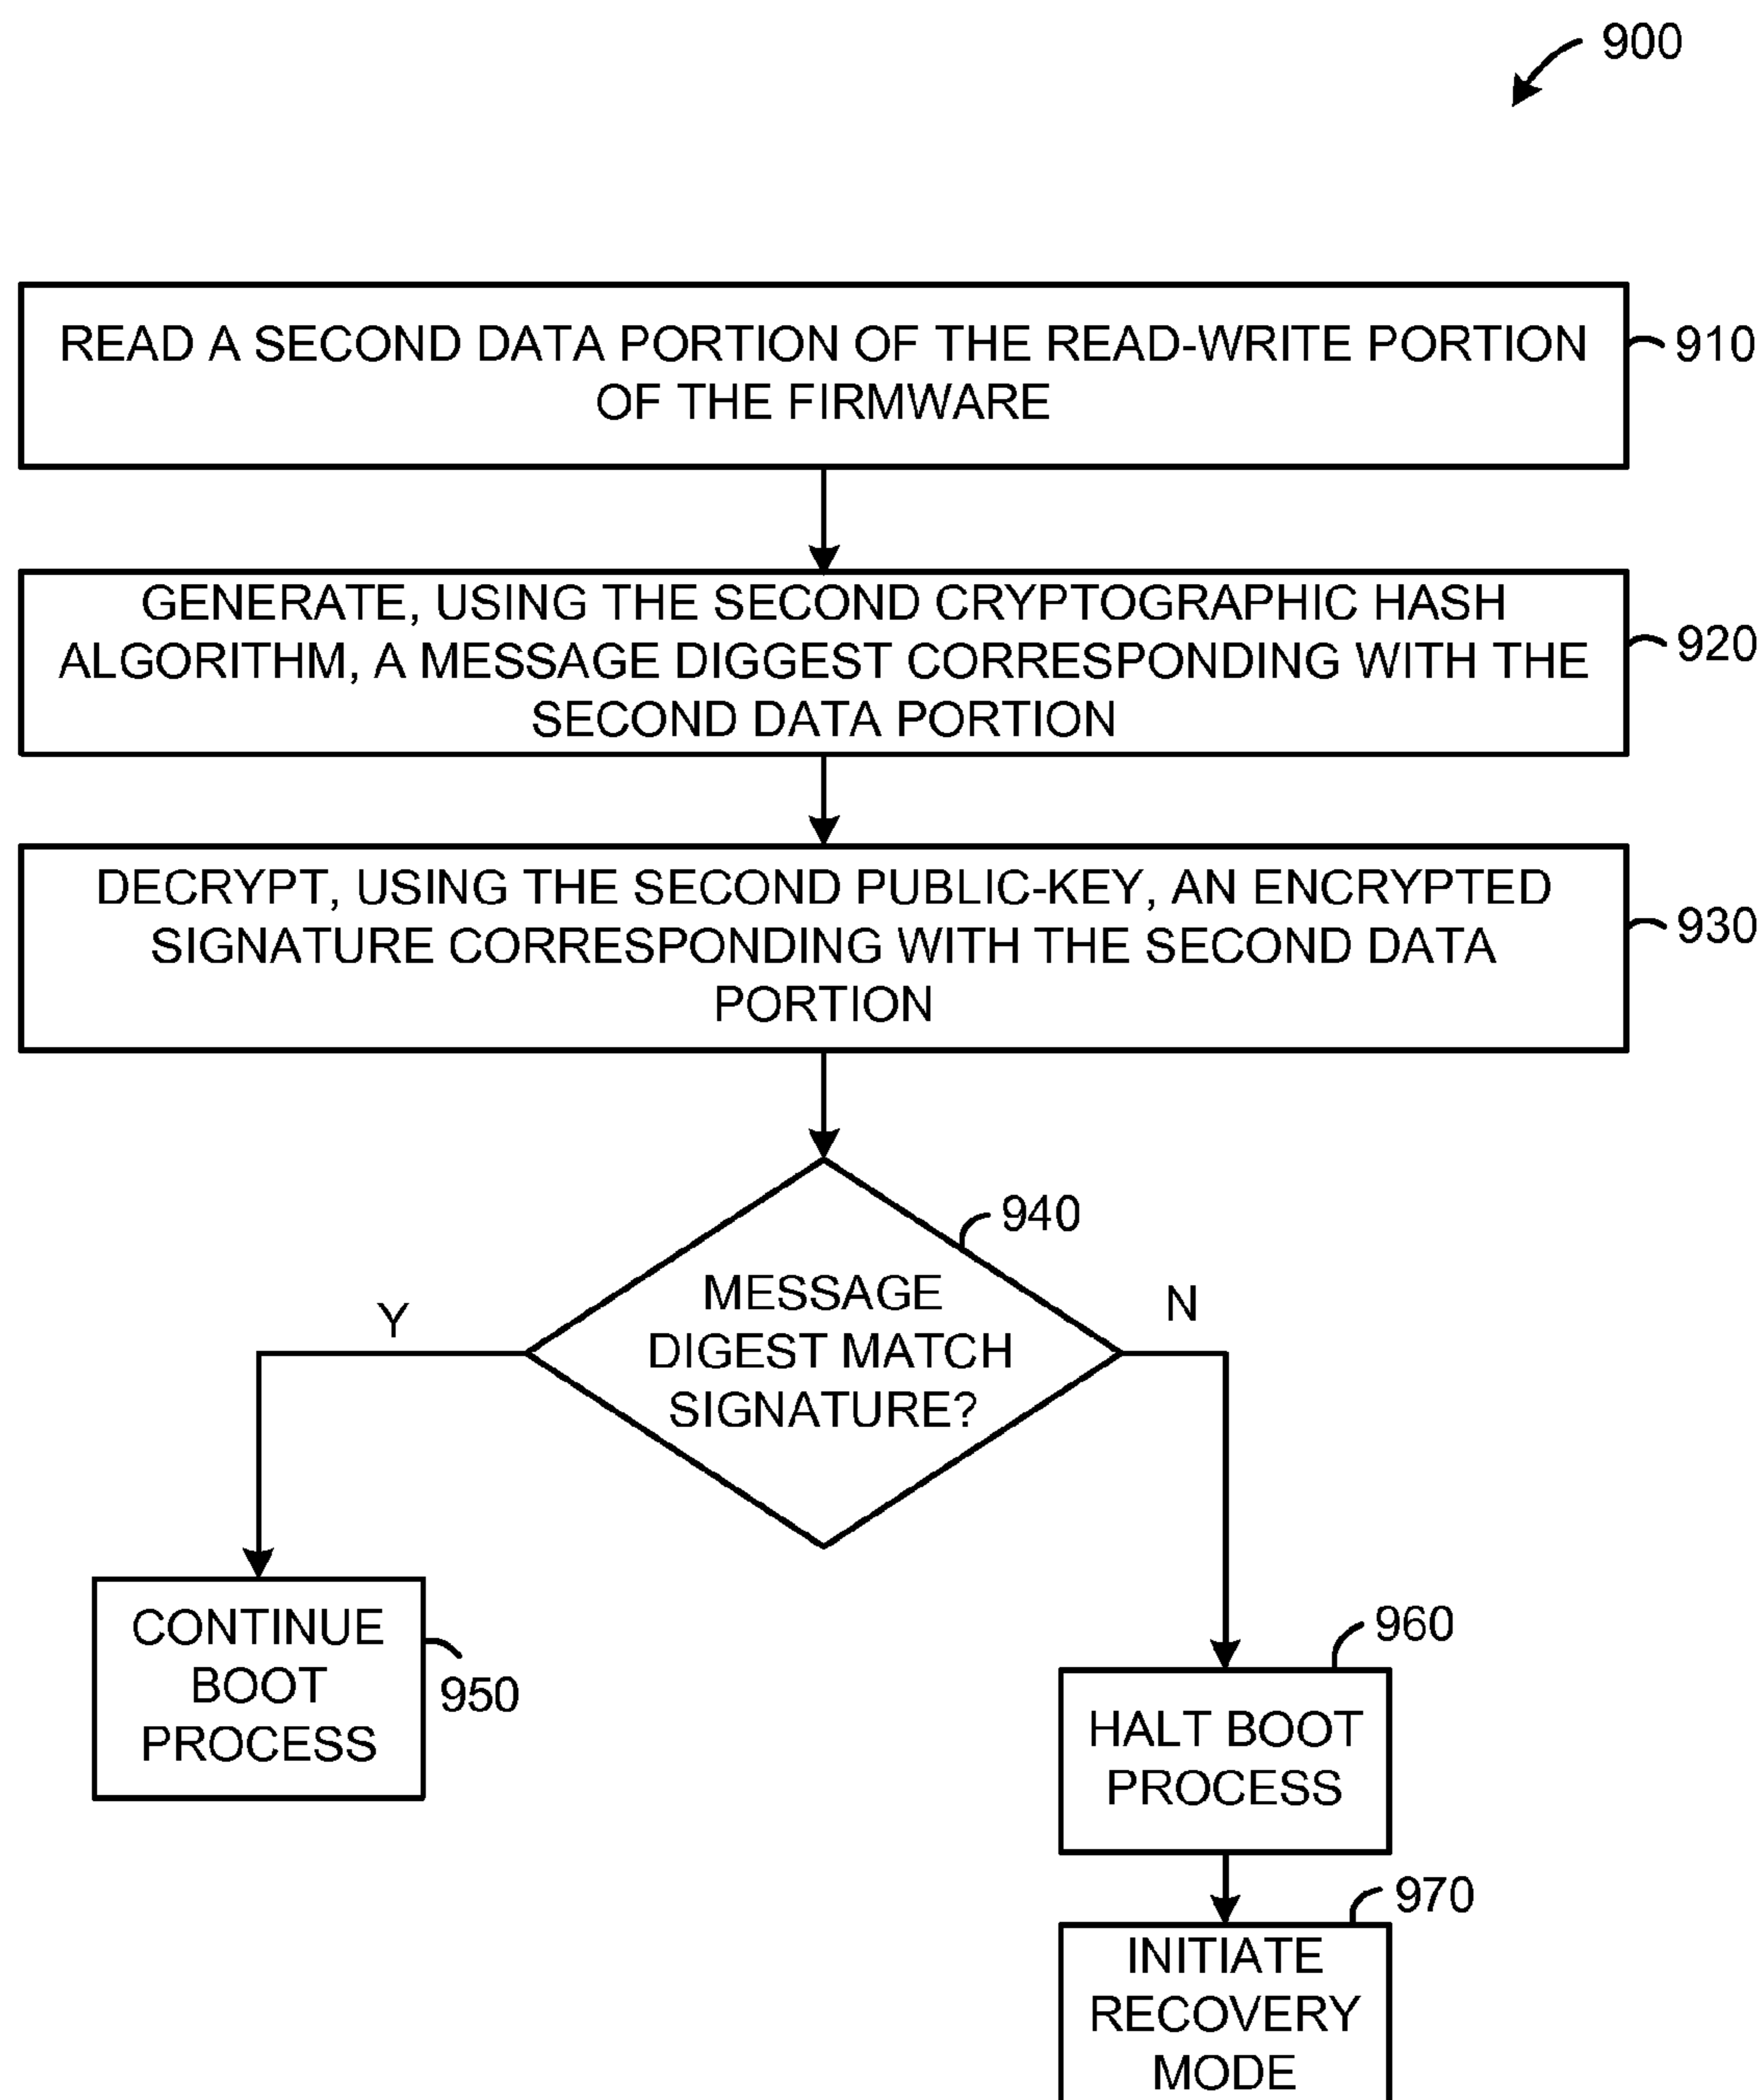 900
READ A SECOND DATA PORTION OF THE READ-WRITE PORTION
OF THE FIRMWARE
910
GENERATE, USING THE SECOND CRYPTOGRAPHIC HASH
ALGORITHM, A MESSAGE DIGGEST CORRESPONDING WITH THE
SECOND DATA PORTION
920
DECRYPT, USING THE SECOND PUBLIC-KEY, AN ENCRYPTED
SIGNATURE CORRESPONDING WITH THE SECOND DATA
PORTION
930
940
MESSAGE
DIGEST MATCH
SIGNATURE?
Y
N
CONTINUE
BOOT
PROCESS
950
960
HALT BOOT
PROCESS
970
INITIATE
RECOVERY
MODE